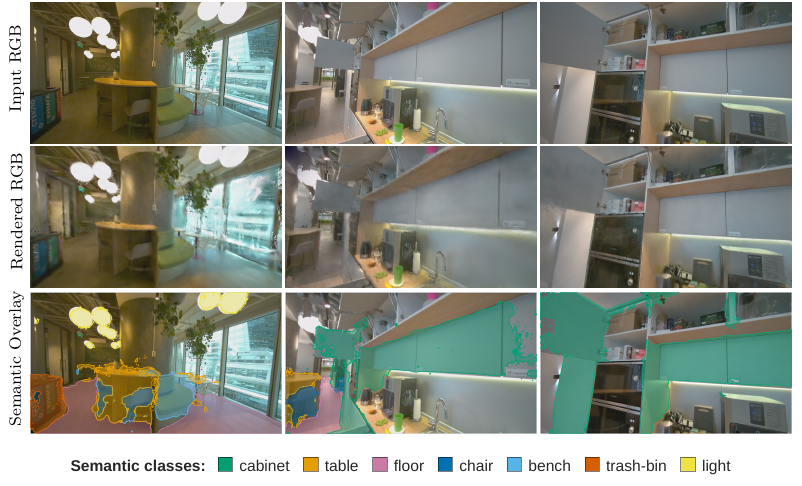 Input RGB
Rendered RGB
Semantic Overlay
Semantic classes: cabinet table floor chair bench trash-bin light